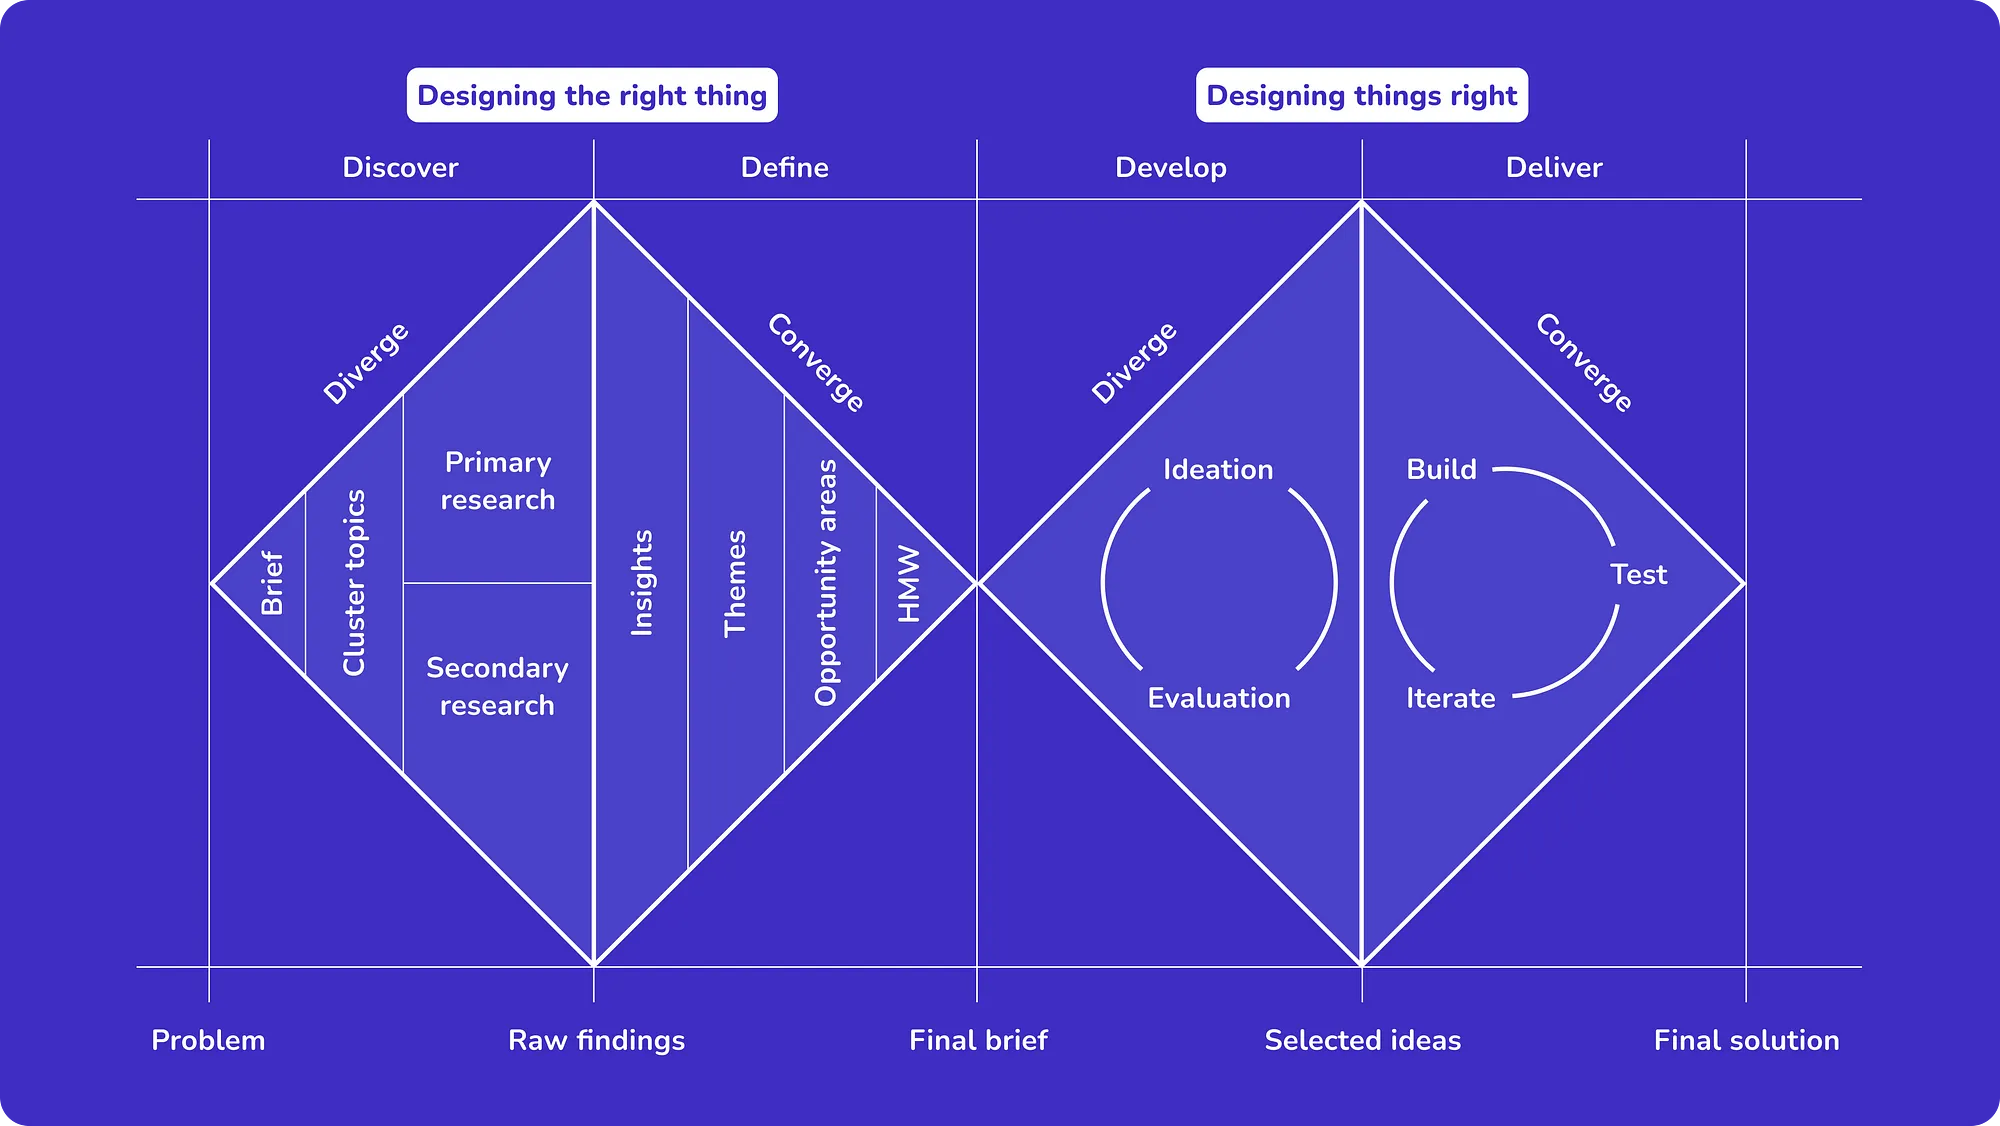 Designing the right thing
Designing things right
Discover
Define
Develop
Deliver
Diverge
Converge
Diverge
Converge
Brief
Cluster topics
Primary
research
Secondary
research
Insights
Themes
Opportunity areas
HMW
Ideation
Evaluation
Build
Test
Iterate
Problem
Raw findings
Final brief
Selected ideas
Final solution